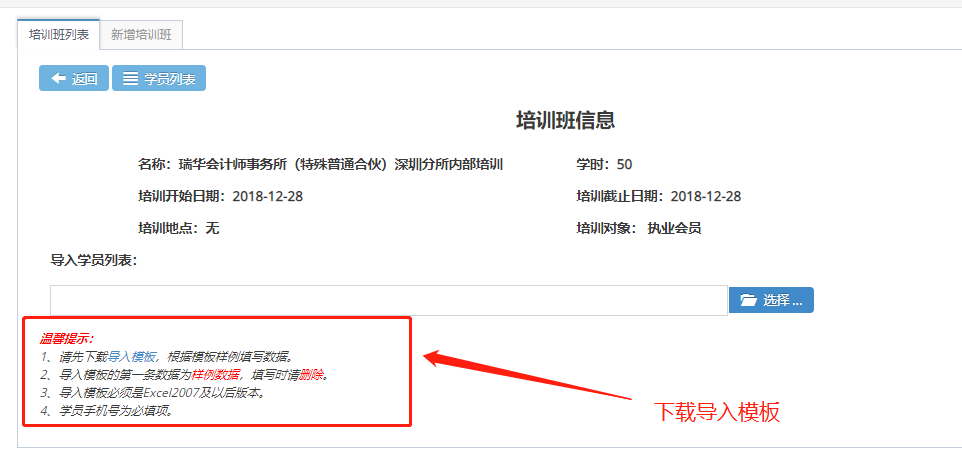 培训班列表 新增培训班
返回 学员列表
培训班信息
名称：瑞华会计师事务所（特殊普通合伙）深圳分所内部培训 学时：50
培训开始日期：2018-12-28 培训截止日期：2018-12-28
培训地点：无 培训对象： 执业会员
导入学员列表：
选择 ...
温馨提示：
1、请先下载导入模板，根据模板样例填写数据。
2、导入模板的第一条数据为样例数据，填写时请删除。
3、导入模板必须是Excel2007及以后版本。
4、学员手机号为必填项。
下载导入模板